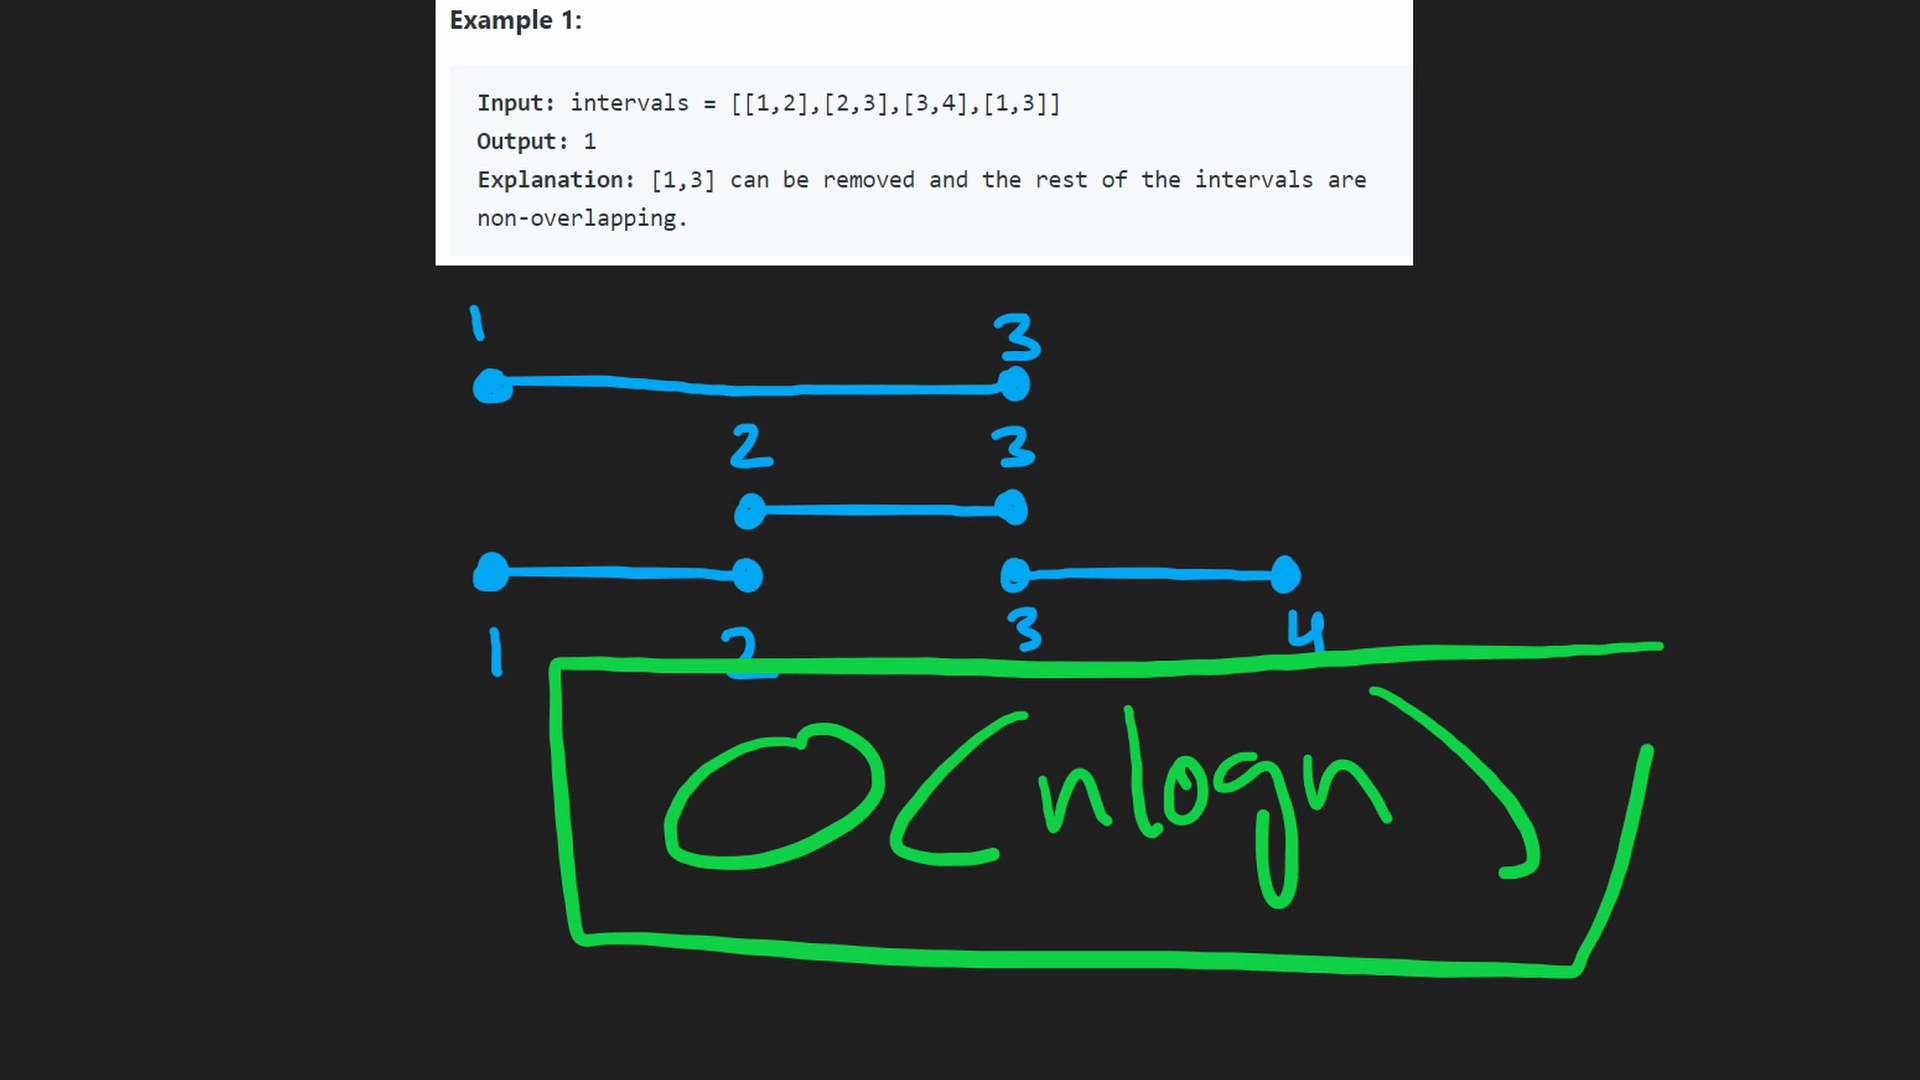 Example 1:
Input: intervals = [[1,2],[2,3],[3,4],[1,3]]
Output: 1
Explanation: [1,3] can be removed and the rest of the intervals are
non-overlapping.
1 3
2 3
1 2 3 4
O(nlogn)